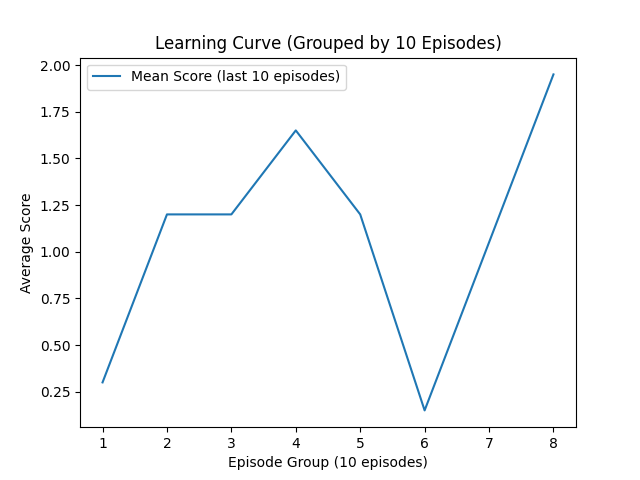 Learning Curve (Grouped by 10 Episodes)
Mean Score (last 10 episodes)
2.00
1.75
1.50
1.25
1.00
0.75
0.50
0.25
Average Score
1 2 3 4 5 6 7 8
Episode Group (10 episodes)